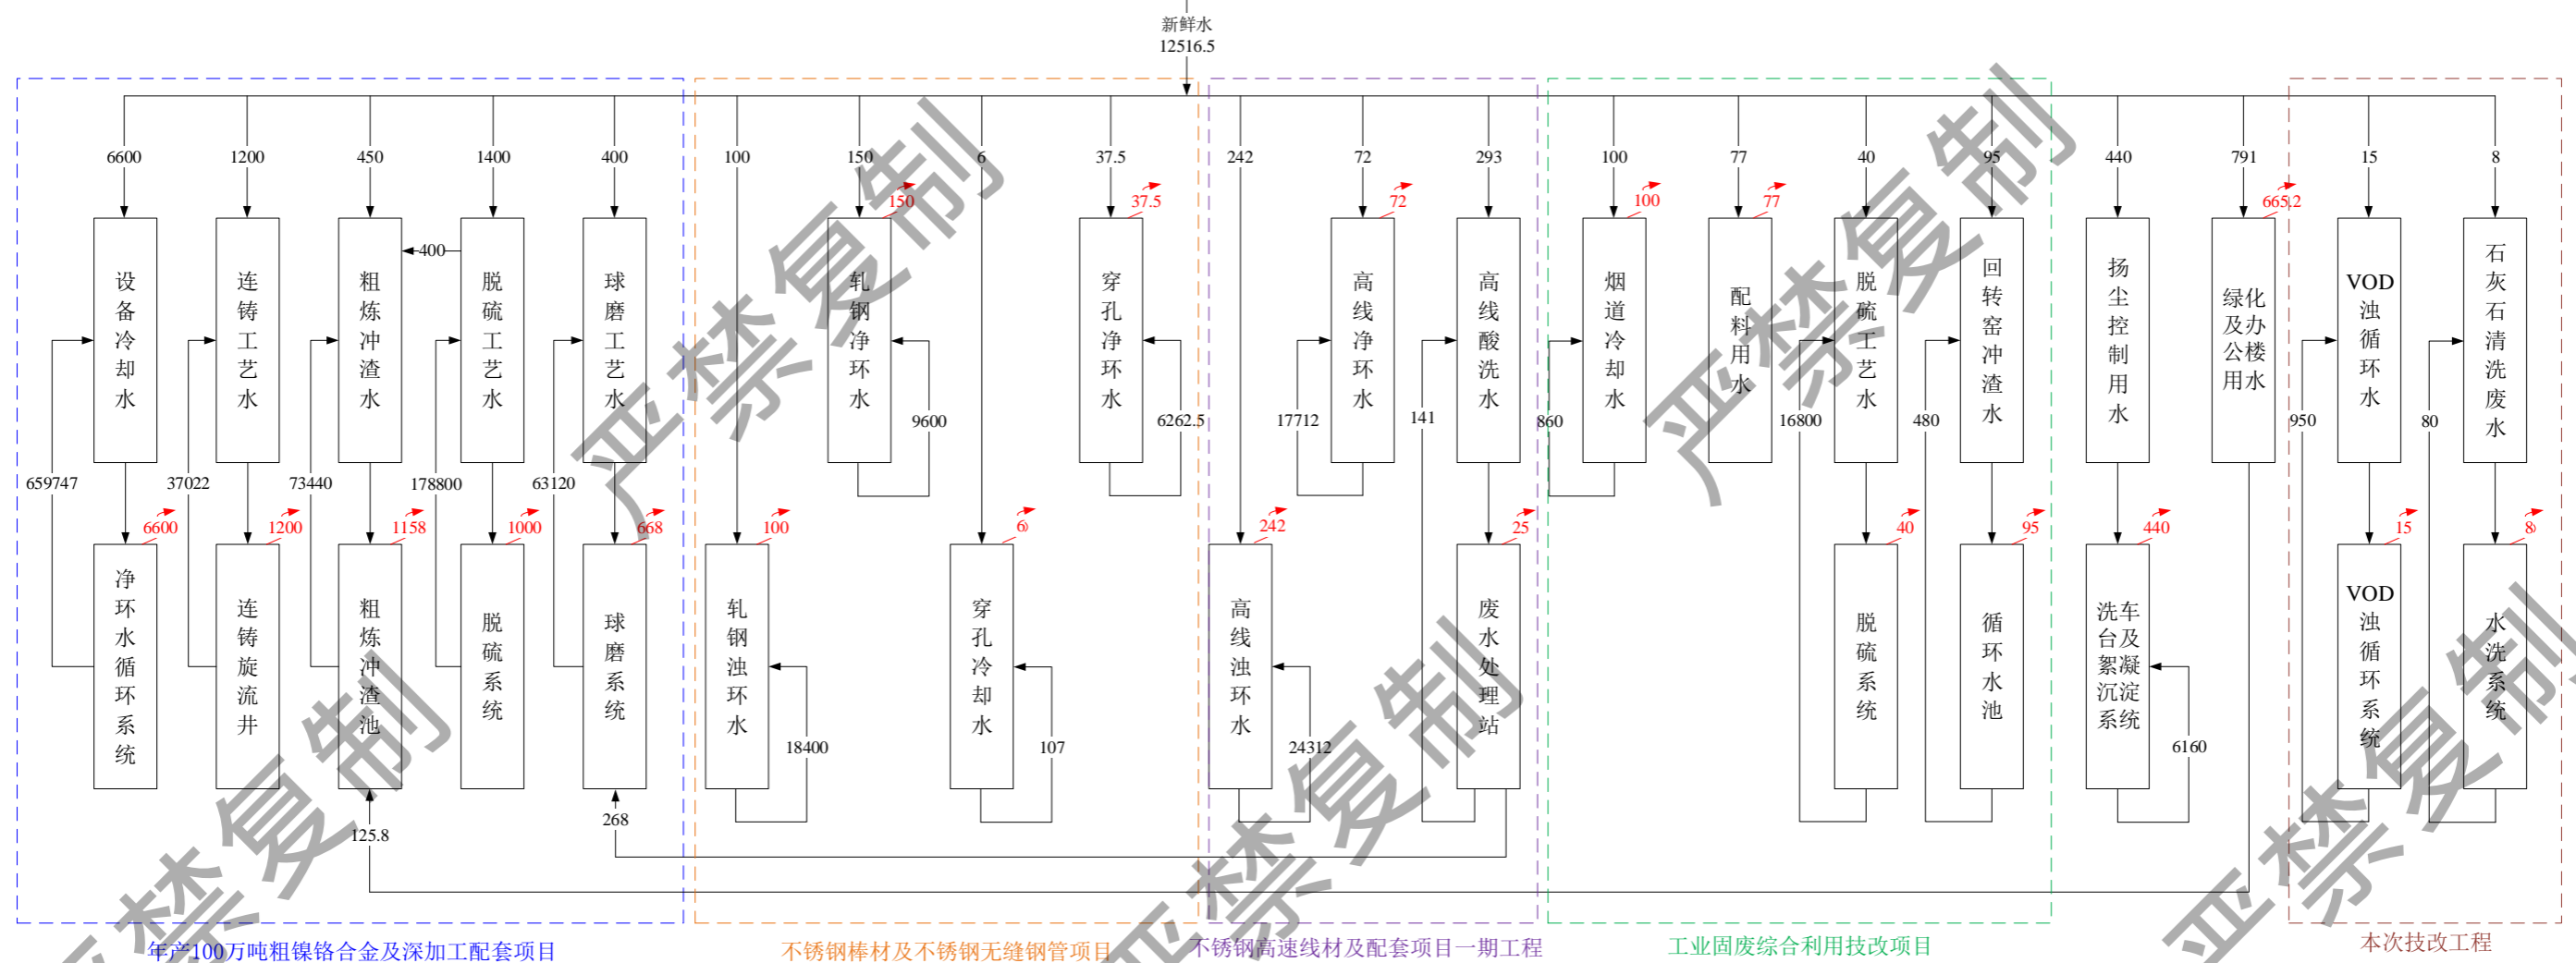 新鲜水
12516.5
6600
1200
450
1400
400
100
150
6
37.5
242
72
293
100
77
40
95
440
791
15
8
150
37.5
72
100
77
665.2
400
设备冷却水
连铸工艺水
粗炼冲渣水
脱硫工艺水
球磨工艺水
轧钢净环水
穿孔净环水
高线净环水
高线酸洗水
烟道冷却水
配料用水
脱硫工艺水
回转窑冲渣水
扬尘控制用水
绿化及办公楼用水
VOD浊循环水
石灰石清洗废水
659747
37022
73440
178800
63120
9600
6262.5
17712
141
860
16800
480
950
80
6600
1200
1158
1000
668
100
6
242
25
40
95
440
15
8
净环水循环系统
连铸旋流井
粗炼冲渣池
脱硫系统
球磨系统
轧钢浊环水
穿孔冷却水
高线浊环水
废水处理站
脱硫系统
循环水池
洗车台及絮凝沉淀系统
VOD浊循环系统
水洗系统
18400
107
24312
6160
125.8
268
年产100万吨粗镍铬合金及深加工配套项目
不锈钢棒材及不锈钢无缝钢管项目
不锈钢高速线材及配套项目一期工程
工业固废综合利用技改项目
本次技改工程
严禁复制
严禁复制
严禁复制
严禁复制
严禁复制